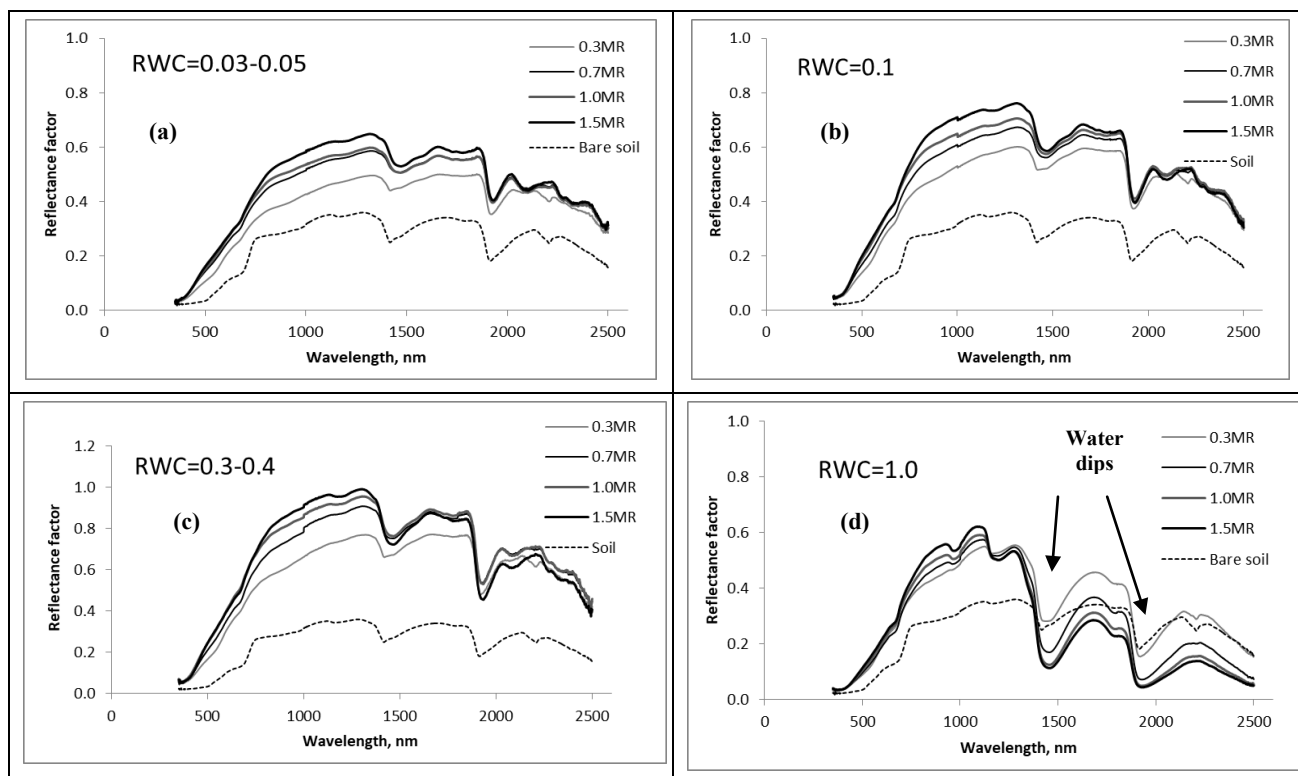 1.0
0.8
0.6
0.4
0.2
0.0
Reflectance factor
RWC=0.03-0.05
(a)
0.3MR
0.7MR
1.0MR
1.5MR
Bare soil
0 500 1000 1500 2000 2500
Wavelength, nm
1.0
0.8
0.6
0.4
0.2
0.0
Reflectance factor
RWC=0.1
(b)
0.3MR
0.7MR
1.0MR
1.5MR
Soil
0 500 1000 1500 2000 2500
Wavelength, nm
1.2
1.0
0.8
0.6
0.4
0.2
0.0
Reflectance factor
RWC=0.3-0.4
(c)
0.3MR
0.7MR
1.0MR
1.5MR
Soil
0 500 1000 1500 2000 2500
Wavelength, nm
1.0
0.8
0.6
0.4
0.2
0.0
Reflectance factor
RWC=1.0
(d)
Water
dips
0.3MR
0.7MR
1.0MR
1.5MR
Bare soil
0 500 1000 1500 2000 2500
Wavelength, nm